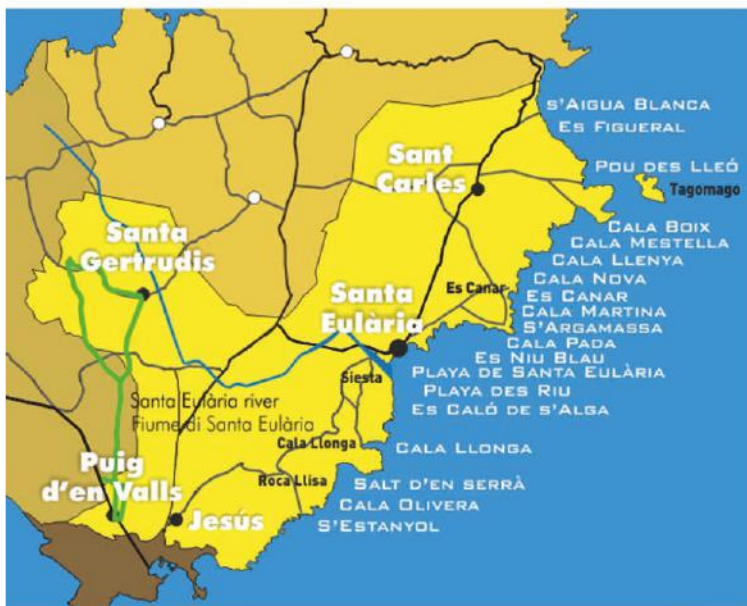 s'Aigua Blanca
Es Figueral
Pou des Lleó
Tagomago
Sant
Carles
Cala Boix
Cala Mestella
Cala Llenya
Cala Nova
Es Canar
Cala Martina
S'Argamassa
Cala Pada
Es Niu Blau
Playa de Santa Eulària
Playa des Riu
Es Caló de s'Alga
Santa
Gertrudis
Es Canar
Santa
Eulària
Siesta
Santa Eulària river
Fiume di Santa Eulària
Cala Llonga
Cala Llonga
Roca Llisa
Salt d'en Serrà
Cala Olivera
S'Estanyol
Puig
d'en Valls
Jesús